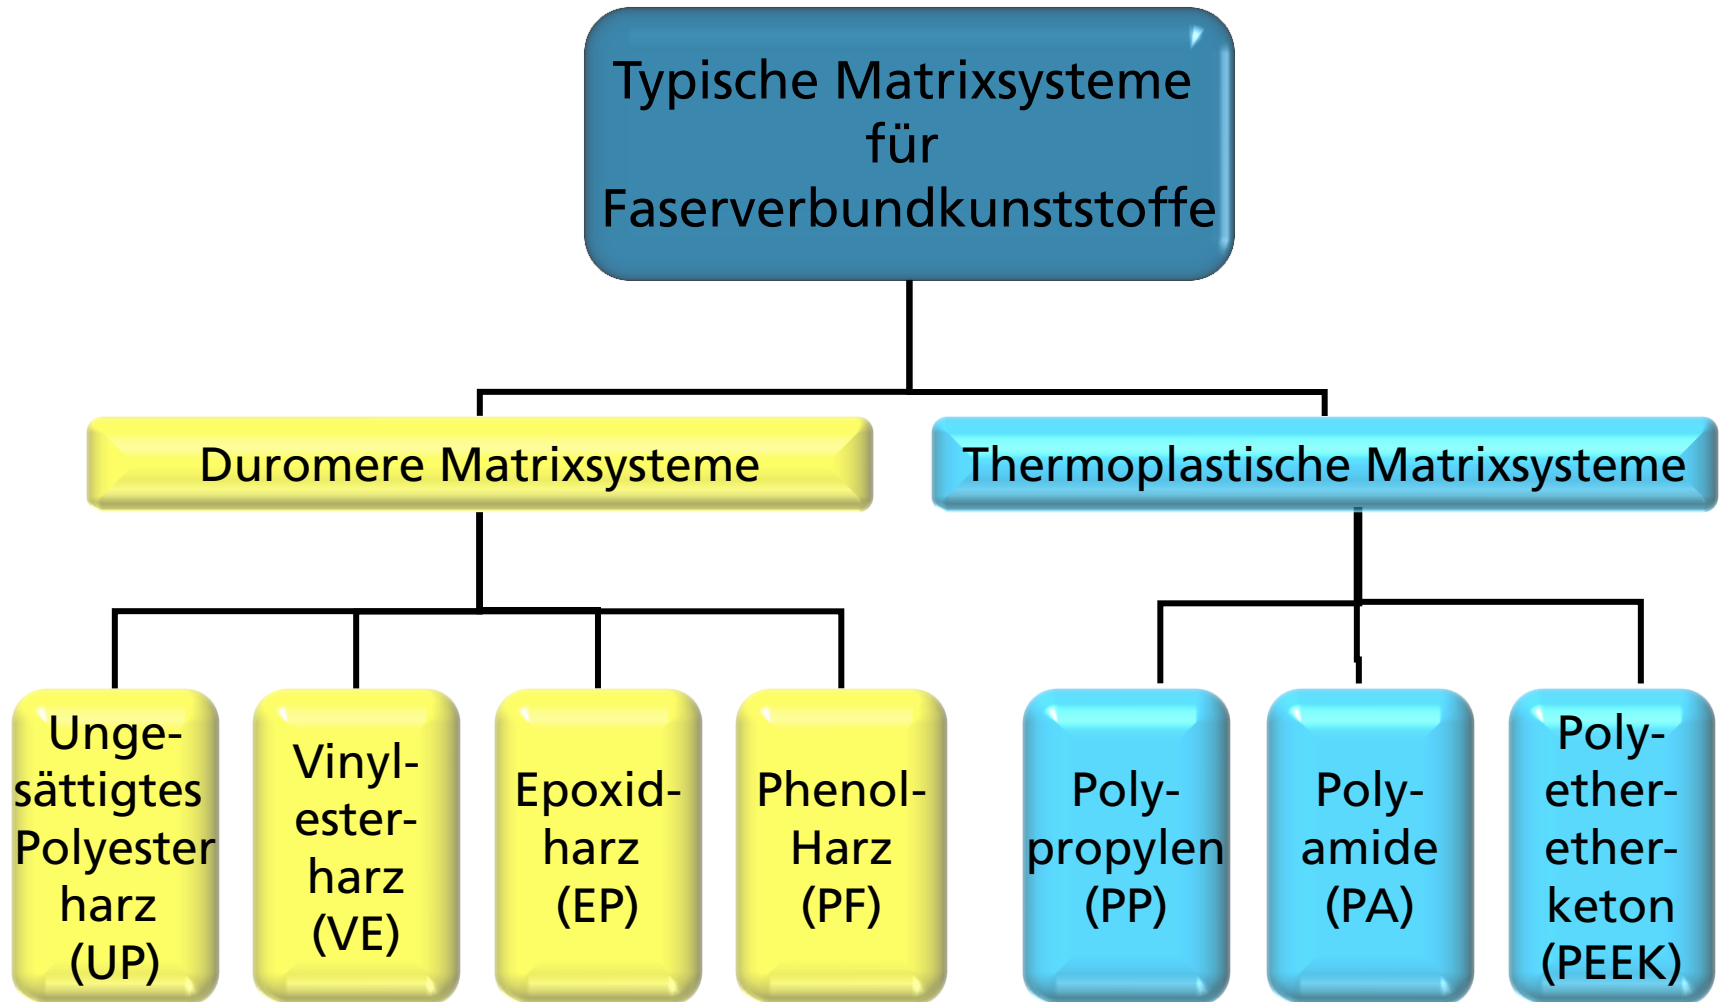 Typische Matrixsysteme
für
Faserverbundkunststoffe
Duromere Matrixsysteme
Thermoplastische Matrixsysteme
Unge-
sättigtes
Polyester
harz
(UP)
Vinyl-
ester-
harz
(VE)
Epoxid-
harz
(EP)
Phenol-
Harz
(PF)
Poly-
propylen
(PP)
Poly-
amide
(PA)
Poly-
ether-
ether-
keton
(PEEK)